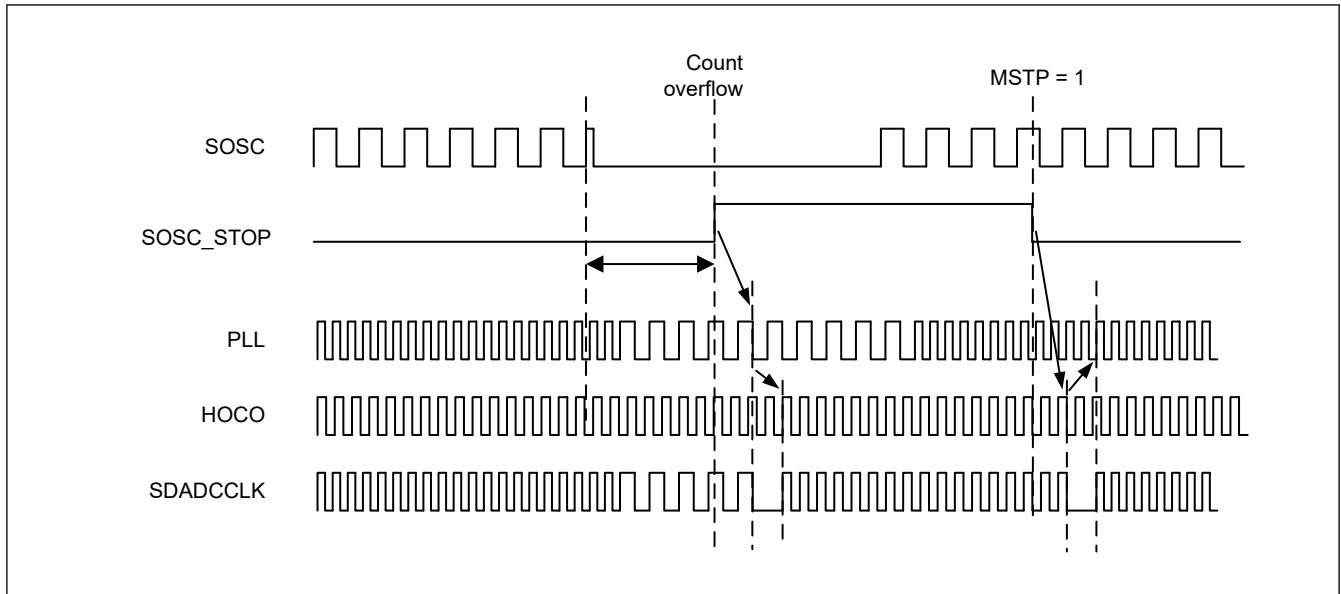 Count
overflow
MSTP = 1
SOSC
SOSC_STOP
PLL
HOCO
SDADCCLK